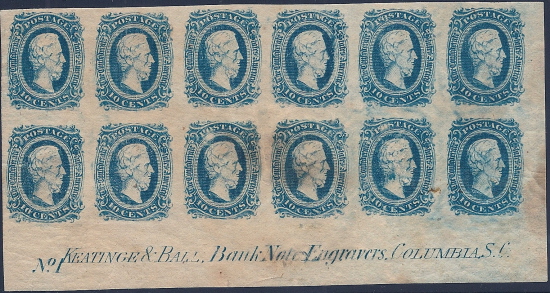 POSTAGE POSTAGE POSTAGE POSTAGE POSTAGE POSTAGE
10 CENTS 10 CENTS 10 CENTS 10 CENTS 10 CENTS 10 CENTS
POSTAGE POSTAGE POSTAGE POSTAGE POSTAGE POSTAGE
10 CENTS 10 CENTS 10 CENTS 10 CENTS 10 CENTS 10 CENTS
No. 1 KEATINGE & BALL, Bank Note Engravers, COLUMBIA, S.C.